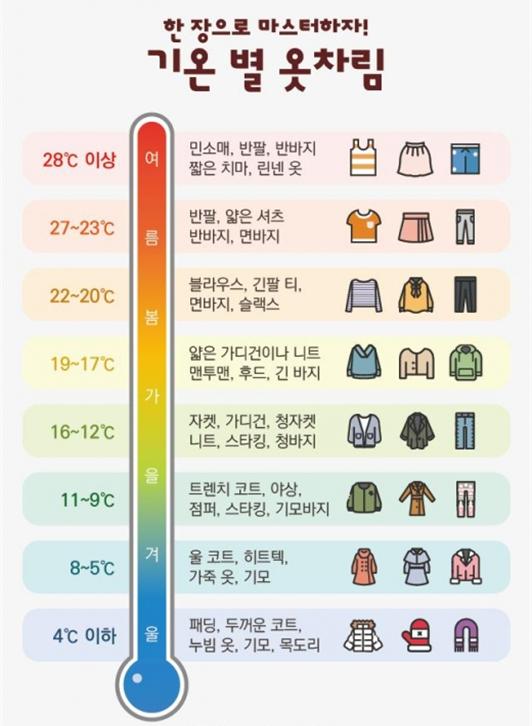 한 장으로 마스터하자!
기온 별 옷차림
28℃ 이상
민소매, 반팔, 반바지
짧은 치마, 린넨 옷
27~23℃
반팔, 얇은 셔츠
반바지, 면바지
22~20℃
블라우스, 긴팔 티,
면바지, 슬랙스
19~17℃
얇은 가디건이나 니트
맨투맨, 후드, 긴 바지
16~12℃
자켓, 가디건, 청자켓
니트, 스타킹, 청바지
11~9℃
트렌치 코트, 야상,
점퍼, 스타킹, 기모바지
8~5℃
울 코트, 히트텍,
가죽 옷, 기모
4℃ 이하
패딩, 두꺼운 코트,
누빔 옷, 기모, 목도리
여
름
봄
가
을
겨
울